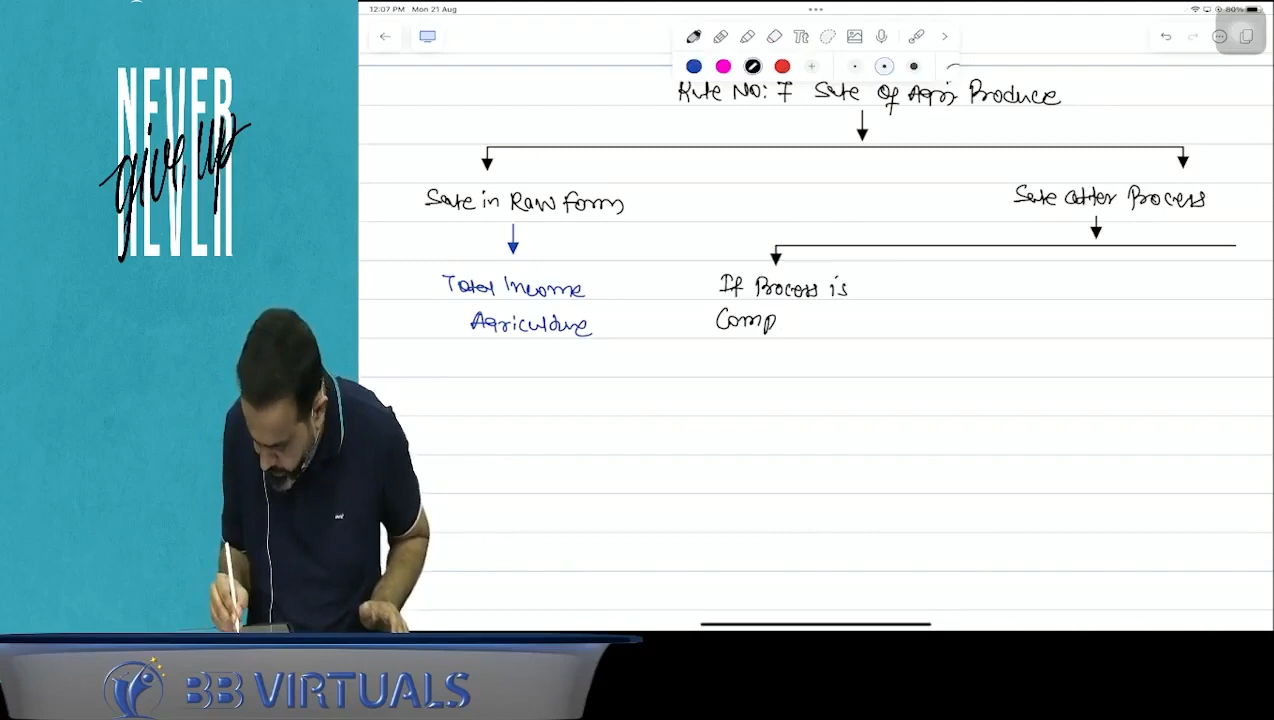 12:07 PM Mon 21 Aug
80%
NEVER
give up
NEVER
Rule No: 7 Sale Of Agri Produce
Sale in Raw form
Sale after Process
Total Income
Agriculture
If Process is
Comp
BB VIRTUALS